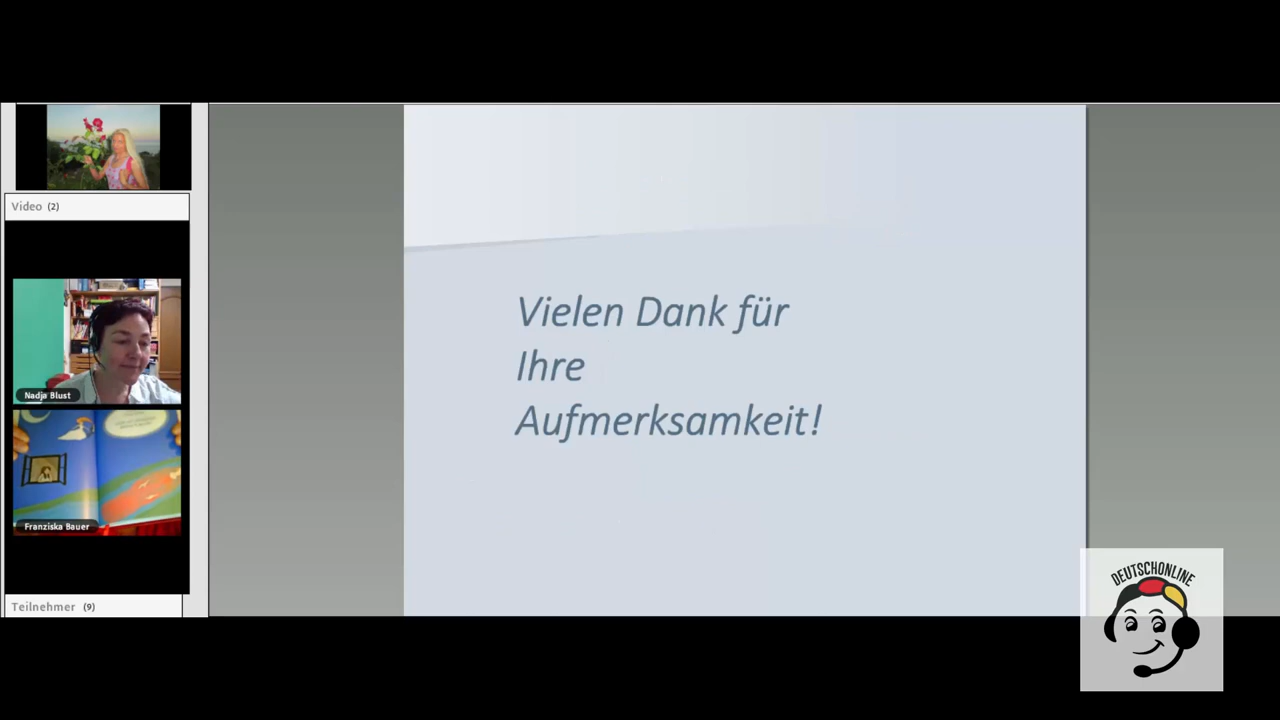 Video (2)
Nadja Blust
Franziska Bauer
Teilnehmer (9)
Vielen Dank für
Ihre
Aufmerksamkeit!
DEUTSCHONLINE